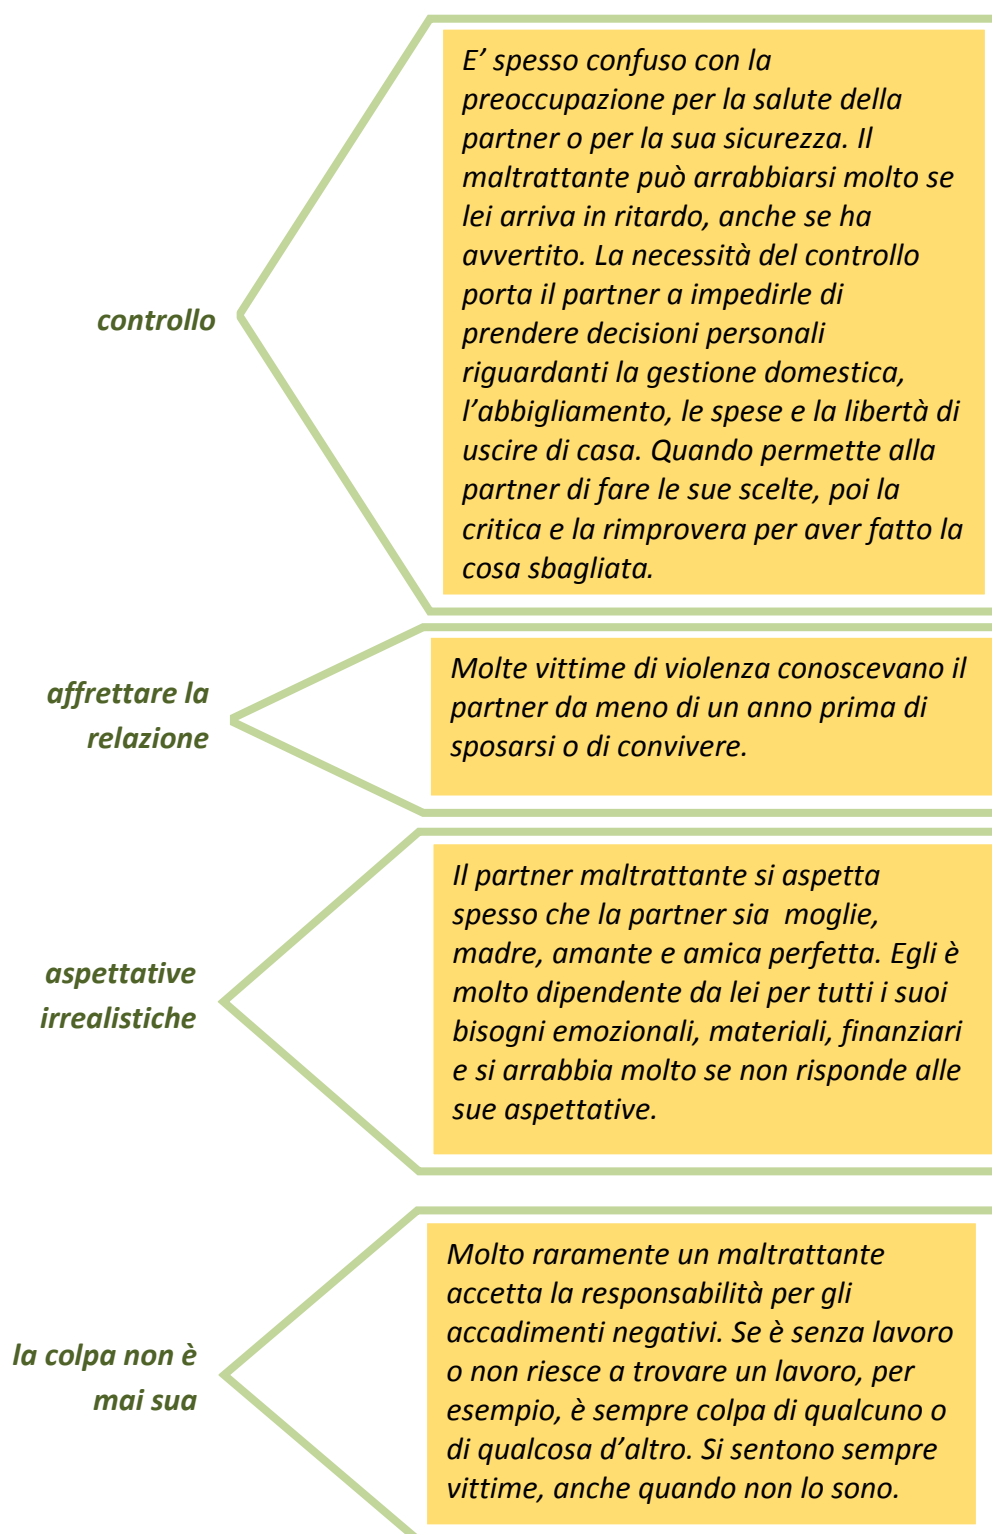 controllo
E’ spesso confuso con la
preoccupazione per la salute della
partner o per la sua sicurezza. Il
maltrattante può arrabbiarsi molto se
lei arriva in ritardo, anche se ha
avvertito. La necessità del controllo
porta il partner a impedirle di
prendere decisioni personali
riguardanti la gestione domestica,
l’abbigliamento, le spese e la libertà di
uscire di casa. Quando permette alla
partner di fare le sue scelte, poi la
critica e la rimprovera per aver fatto la
cosa sbagliata.
affrettare la
relazione
Molte vittime di violenza conoscevano il
partner da meno di un anno prima di
sposarsi o di convivere.
aspettative
irrealistiche
Il partner maltrattante si aspetta
spesso che la partner sia  moglie,
madre, amante e amica perfetta. Egli è
molto dipendente da lei per tutti i suoi
bisogni emozionali, materiali, finanziari
e si arrabbia molto se non risponde alle
sue aspettative.
la colpa non è
mai sua
Molto raramente un maltrattante
accetta la responsabilità per gli
accadimenti negativi. Se è senza lavoro
o non riesce a trovare un lavoro, per
esempio, è sempre colpa di qualcuno o
di qualcosa d’altro. Si sentono sempre
vittime, anche quando non lo sono.